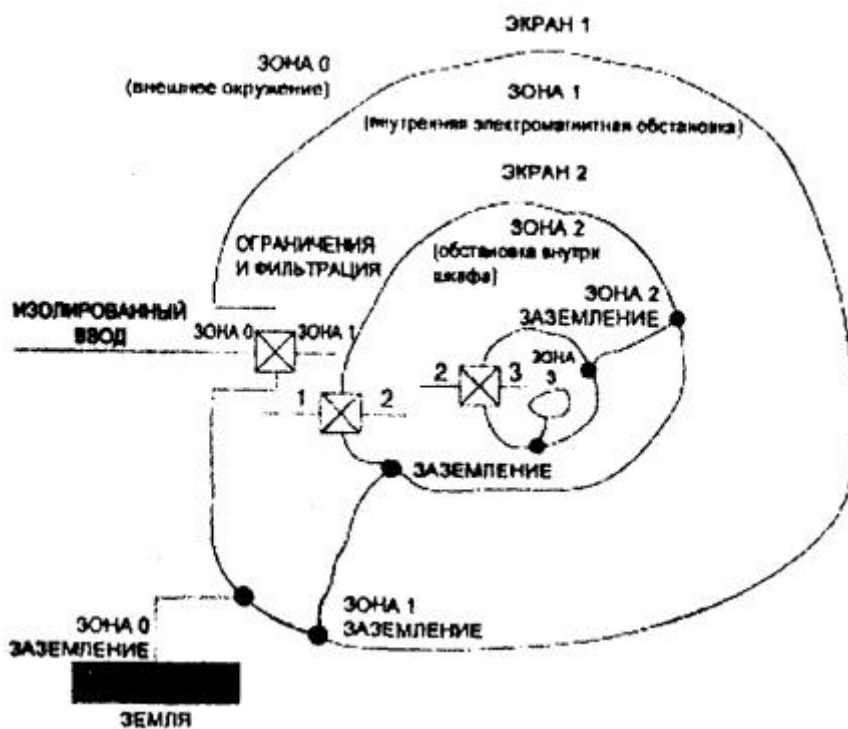 ЭКРАН 1
ЗОНА 0
(внешнее окружение)
ЗОНА 1
(внутренняя электромагнитная обстановка)
ЭКРАН 2
ЗОНА 2
(обстановка внутри
шкафа)
ОГРАНИЧЕНИЯ
И ФИЛЬТРАЦИЯ
ЗОНА 2
ЗАЗЕМЛЕНИЕ
ИЗОЛИРОВАННЫЙ
ВВОД
ЗОНА 0
ЗОНА 1
ЗОНА
3
2
3
1
2
ЗАЗЕМЛЕНИЕ
ЗОНА 1
ЗАЗЕМЛЕНИЕ
ЗОНА 0
ЗАЗЕМЛЕНИЕ
ЗЕМЛЯ